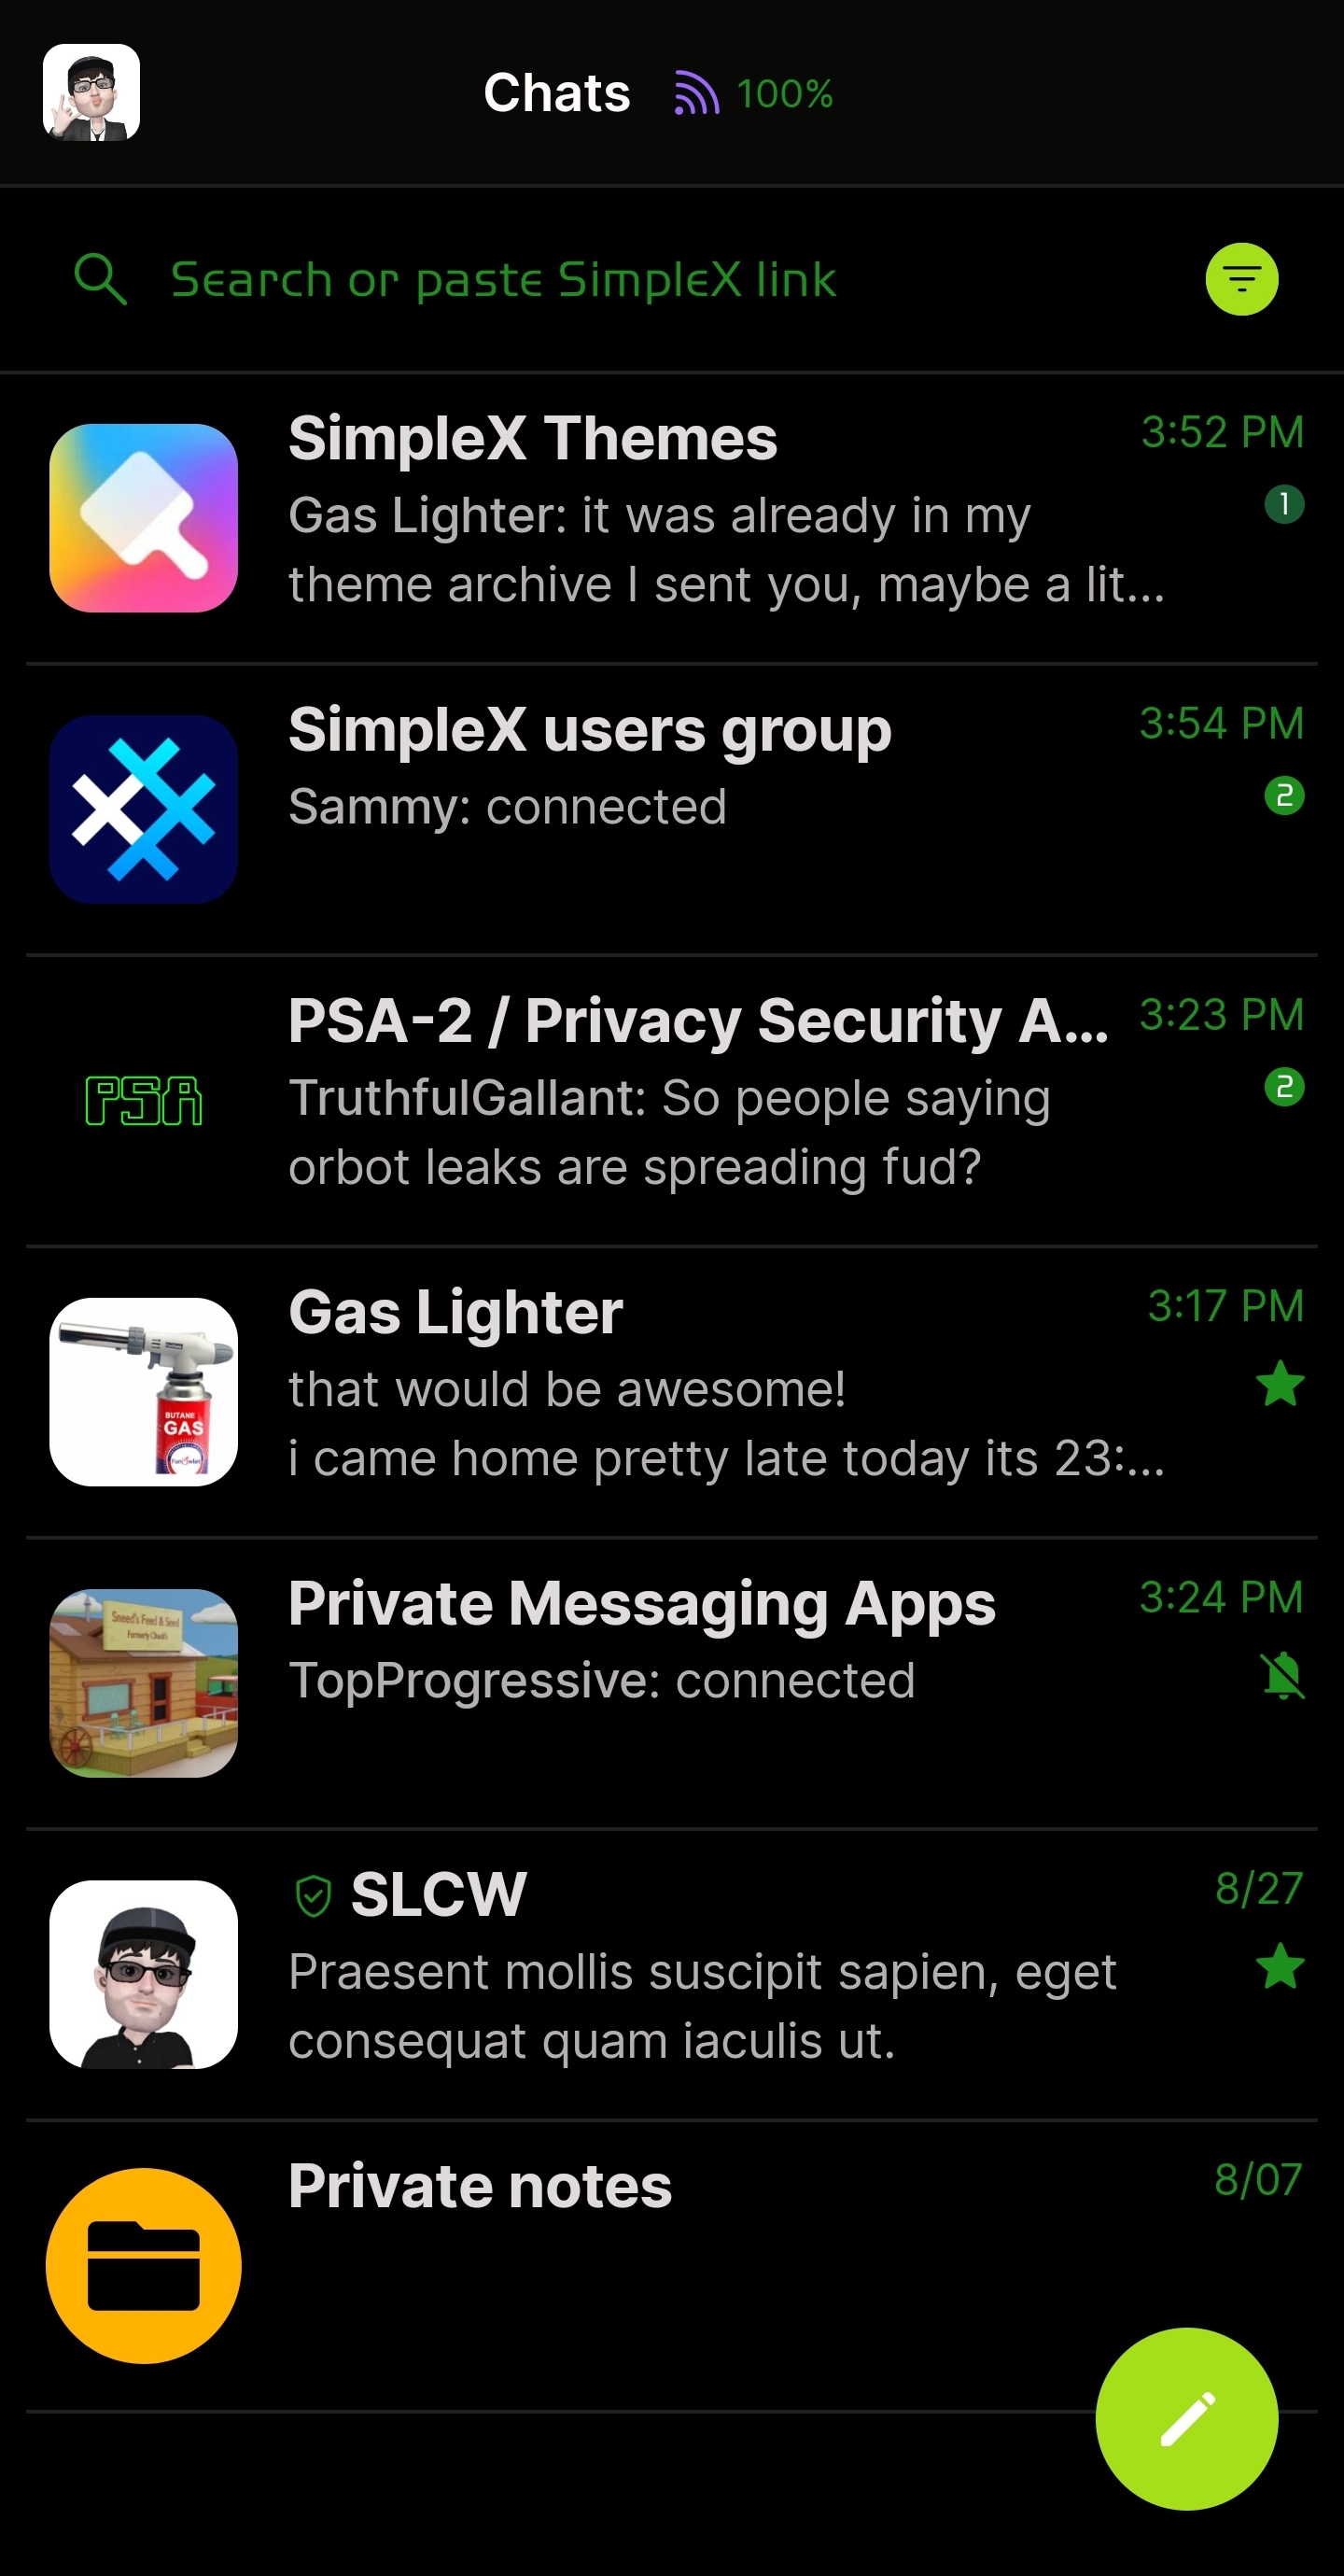 Chats 100%
Search or paste SimpleX link
SimpleX Themes 3:52 PM
Gas Lighter: it was already in my 1
theme archive I sent you, maybe a lit...
SimpleX users group 3:54 PM
Sammy: connected 2
PSA-2 / Privacy Security A... 3:23 PM
PSA
TruthfulGallant: So people saying 2
orbot leaks are spreading fud?
Gas Lighter 3:17 PM
that would be awesome!
i came home pretty late today its 23:...
BUTANE
GAS
Private Messaging Apps 3:24 PM
Sneed's Feed & Seed
Formerly Chuck's
TopProgressive: connected
SLCW 8/27
Praesent mollis suscipit sapien, eget
consequat quam iaculis ut.
Private notes 8/07